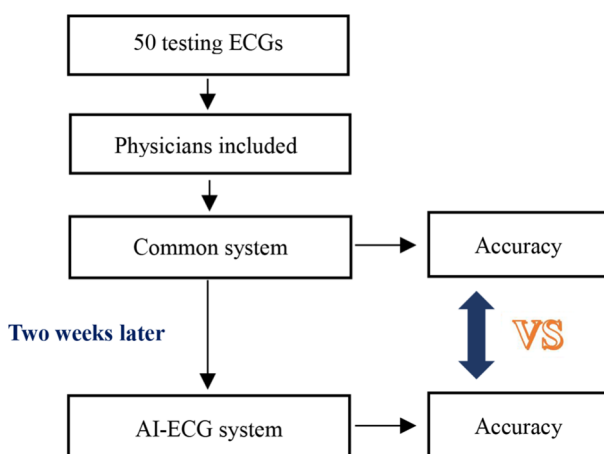 50 testing ECGs
Physicians included
Common system
Accuracy
Two weeks later
VS
AI-ECG system
Accuracy